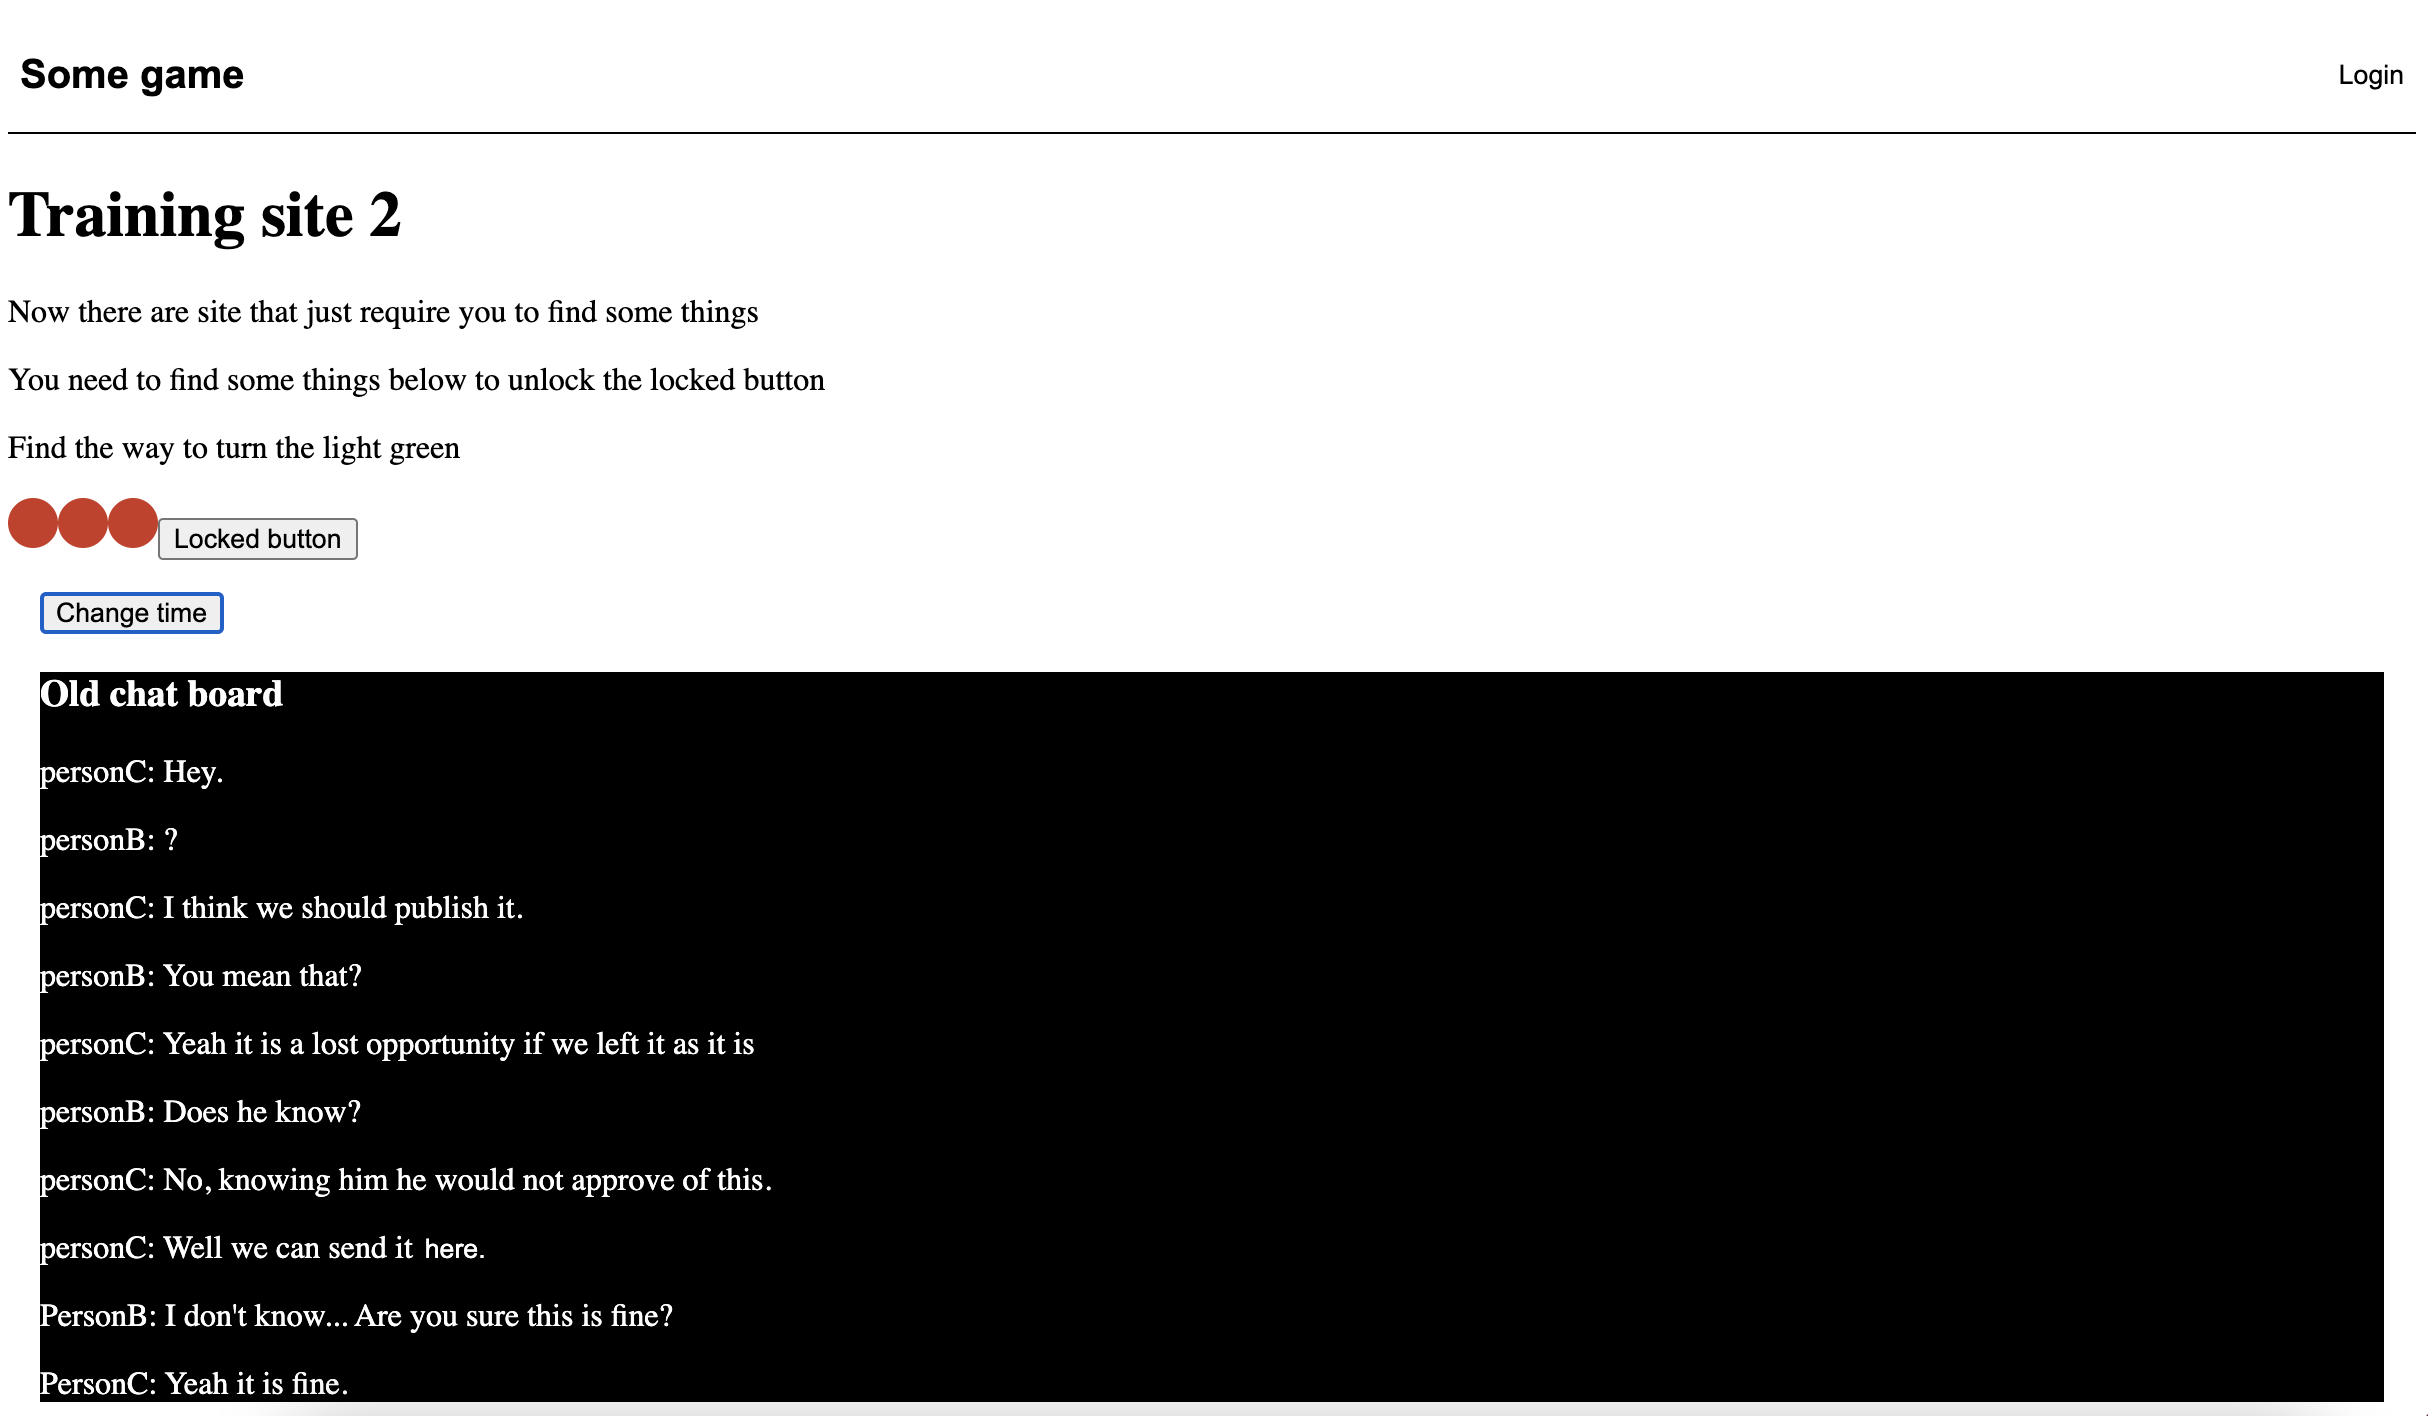 Some game
Login
Training site 2
Now there are site that just require you to find some things
You need to find some things below to unlock the locked button
Find the way to turn the light green
Locked button
Change time
Old chat board
personC: Hey.
personB: ?
personC: I think we should publish it.
personB: You mean that?
personC: Yeah it is a lost opportunity if we left it as it is
personB: Does he know?
personC: No, knowing him he would not approve of this.
personC: Well we can send it here.
PersonB: I don't know... Are you sure this is fine?
PersonC: Yeah it is fine.